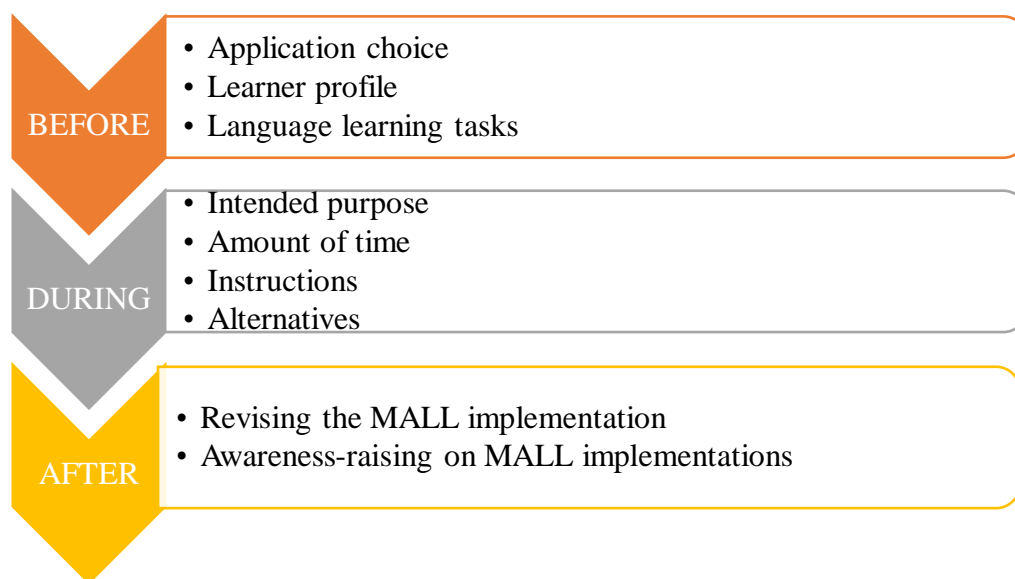 BEFORE
• Application choice
• Learner profile
• Language learning tasks
DURING
• Intended purpose
• Amount of time
• Instructions
• Alternatives
AFTER
• Revising the MALL implementation
• Awareness-raising on MALL implementations